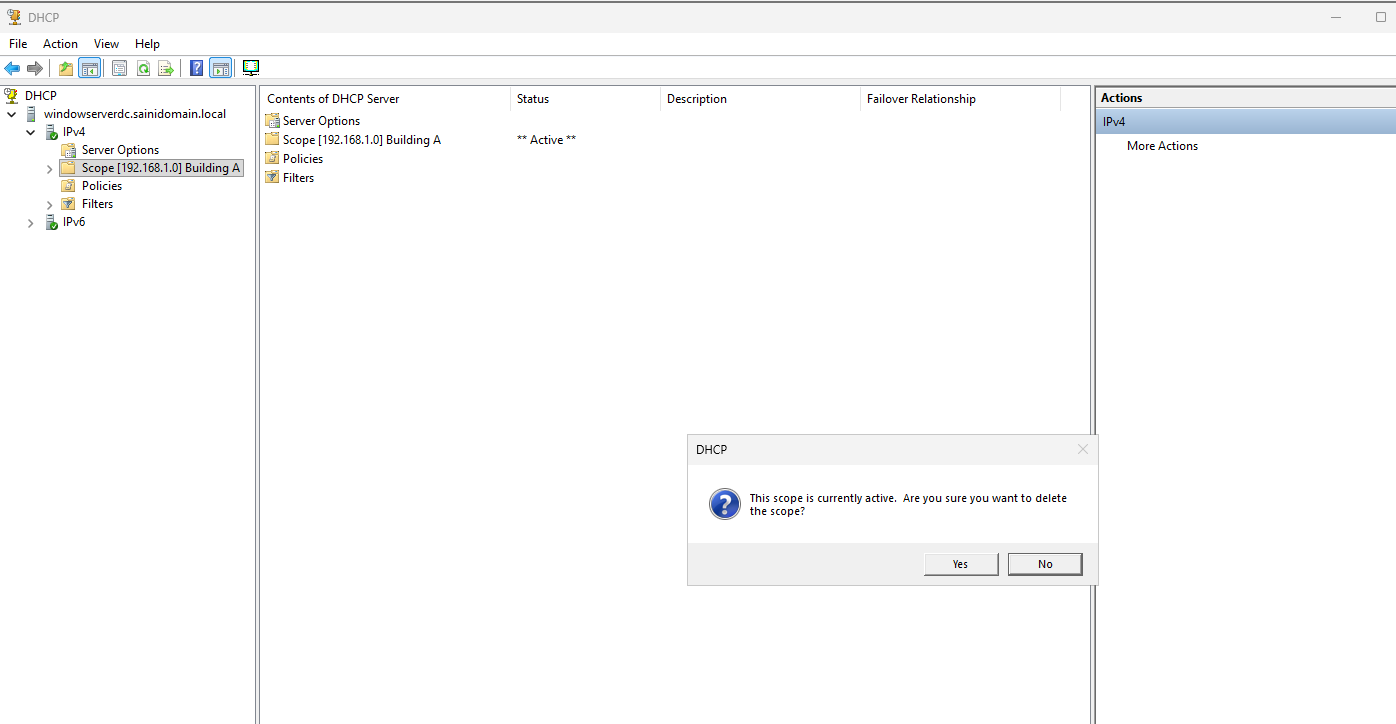 DHCP
File Action View Help
DHCP
windowserverdc.sainidomain.local
IPv4
Server Options
Scope [192.168.1.0] Building A
Policies
Filters
IPv6
Contents of DHCP Server Status Description Failover Relationship
Server Options
Scope [192.168.1.0] Building A ** Active **
Policies
Filters
Actions
IPv4
More Actions
DHCP
This scope is currently active. Are you sure you want to delete
the scope?
Yes No